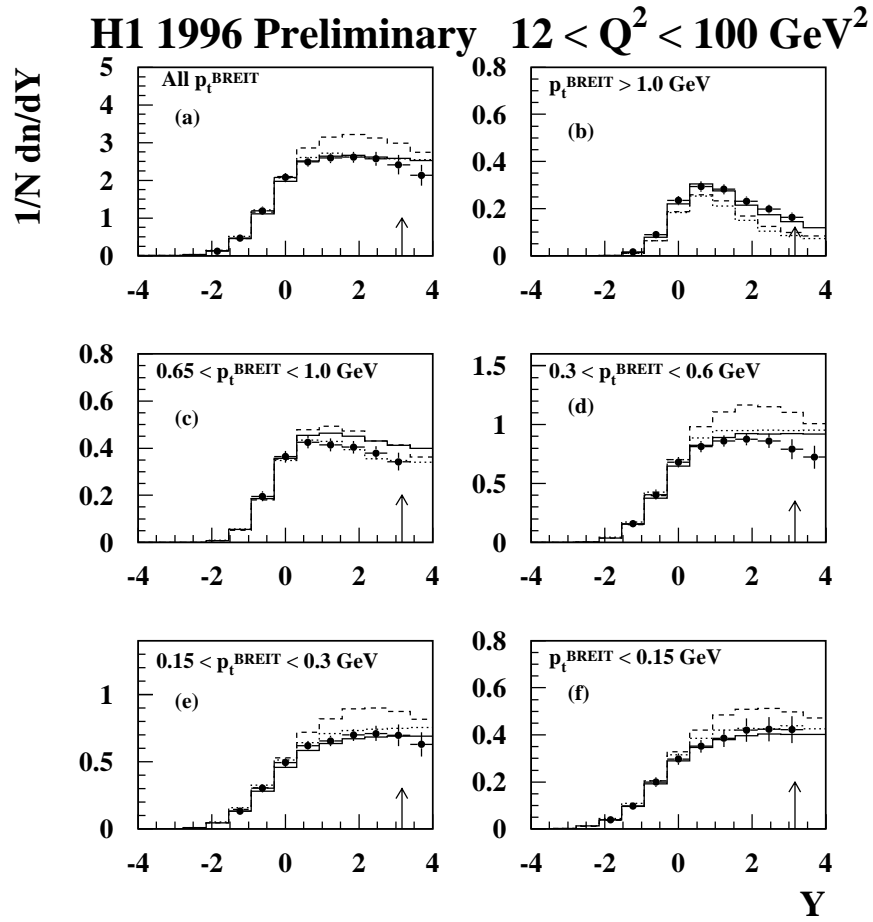 H1 1996 Preliminary 12 < Q² < 100 GeV²
1/N dn/dY
All pₜᴮᴿᴱᴵᵀ
(a)
5
4
3
2
1
0
-4 -2 0 2 4
pₜᴮᴿᴱᴵᵀ > 1.0 GeV
(b)
0.8
0.6
0.4
0.2
0
-4 -2 0 2 4
0.65 < pₜᴮᴿᴱᴵᵀ < 1.0 GeV
(c)
0.8
0.6
0.4
0.2
0
-4 -2 0 2 4
0.3 < pₜᴮᴿᴱᴵᵀ < 0.6 GeV
(d)
1.5
1
0.5
0
-4 -2 0 2 4
0.15 < pₜᴮᴿᴱᴵᵀ < 0.3 GeV
(e)
1
0.5
0
-4 -2 0 2 4
pₜᴮᴿᴱᴵᵀ < 0.15 GeV
(f)
0.8
0.6
0.4
0.2
0
-4 -2 0 2 4
Y